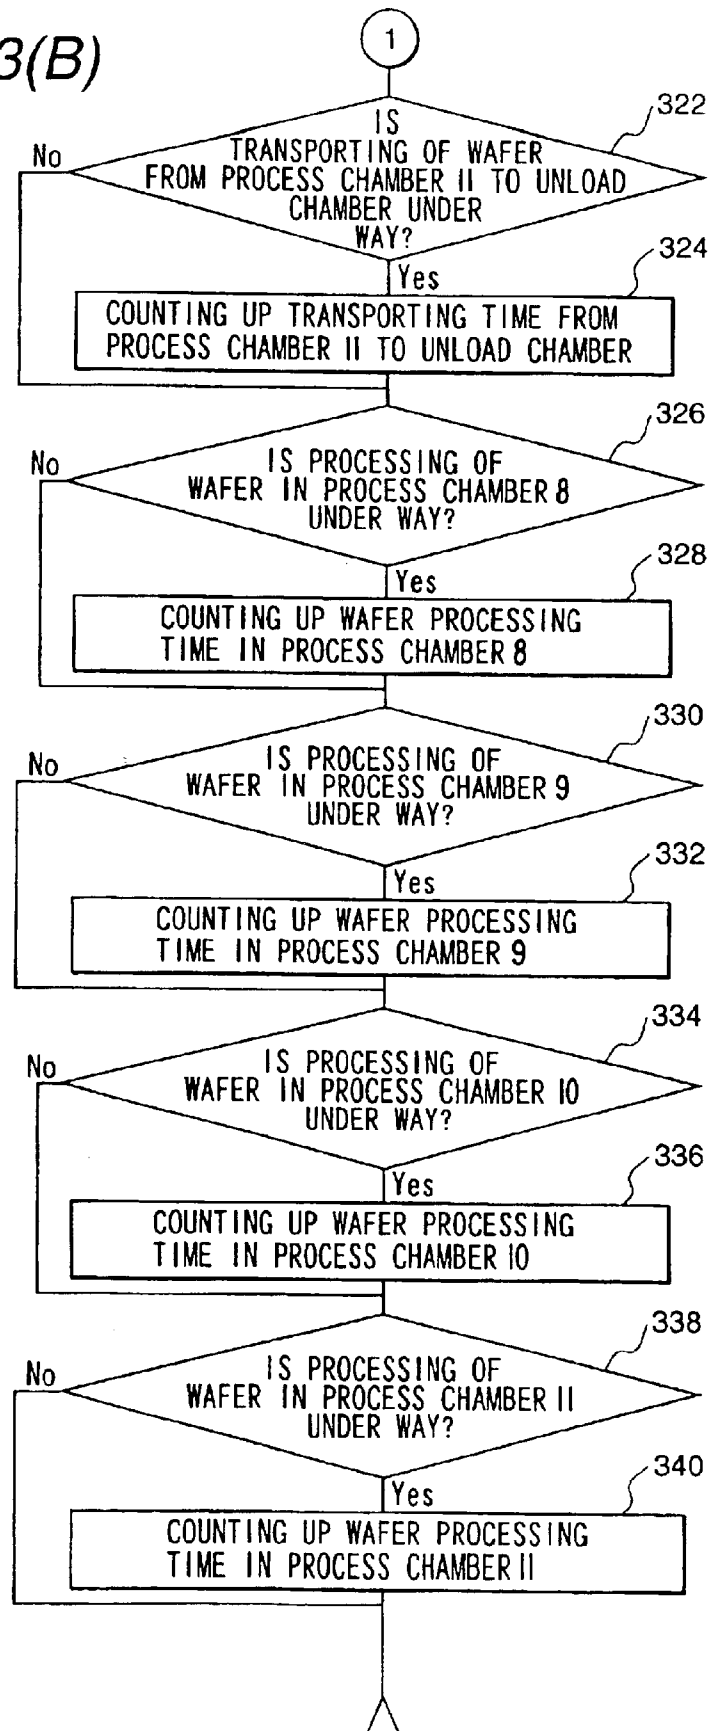 3(B)
1
322
IS
TRANSPORTING OF WAFER
FROM PROCESS CHAMBER 11 TO UNLOAD
CHAMBER UNDER
WAY?
No
Yes
324
COUNTING UP TRANSPORTING TIME FROM
PROCESS CHAMBER 11 TO UNLOAD CHAMBER
326
No
IS PROCESSING OF
WAFER IN PROCESS CHAMBER 8
UNDER WAY?
Yes
328
COUNTING UP WAFER PROCESSING
TIME IN PROCESS CHAMBER 8
330
No
IS PROCESSING OF
WAFER IN PROCESS CHAMBER 9
UNDER WAY?
Yes
332
COUNTING UP WAFER PROCESSING
TIME IN PROCESS CHAMBER 9
334
No
IS PROCESSING OF
WAFER IN PROCESS CHAMBER 10
UNDER WAY?
Yes
336
COUNTING UP WAFER PROCESSING
TIME IN PROCESS CHAMBER 10
338
No
IS PROCESSING OF
WAFER IN PROCESS CHAMBER 11
UNDER WAY?
Yes
340
COUNTING UP WAFER PROCESSING
TIME IN PROCESS CHAMBER 11